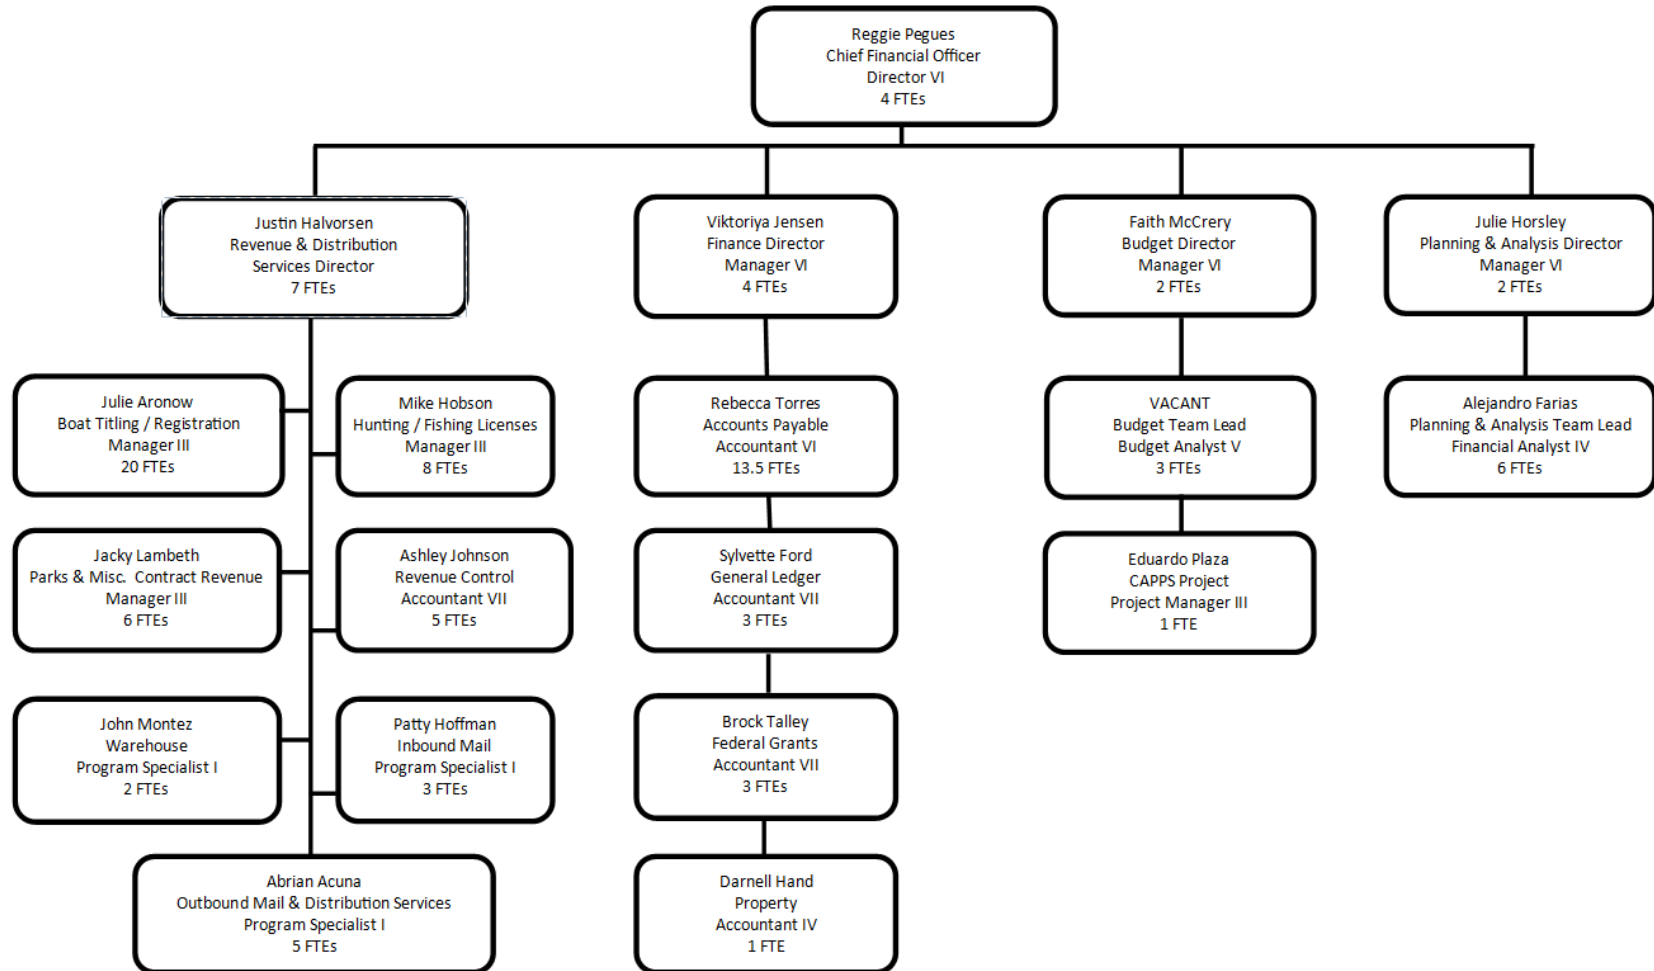 Reggie Pegues
Chief Financial Officer
Director VI
4 FTEs
Justin Halvorsen
Revenue & Distribution
Services Director
7 FTEs
Viktoriya Jensen
Finance Director
Manager VI
4 FTEs
Faith McCrery
Budget Director
Manager VI
2 FTEs
Julie Horsley
Planning & Analysis Director
Manager VI
2 FTEs
Julie Aronow
Boat Titling / Registration
Manager III
20 FTEs
Mike Hobson
Hunting / Fishing Licenses
Manager III
8 FTEs
Rebecca Torres
Accounts Payable
Accountant VI
13.5 FTEs
VACANT
Budget Team Lead
Budget Analyst V
3 FTEs
Alejandro Farias
Planning & Analysis Team Lead
Financial Analyst IV
6 FTEs
Jacky Lambeth
Parks & Misc.  Contract Revenue
Manager III
6 FTEs
Ashley Johnson
Revenue Control
Accountant VII
5 FTEs
Sylvette Ford
General Ledger
Accountant VII
3 FTEs
Eduardo Plaza
CAPPS Project
Project Manager III
1 FTE
John Montez
Warehouse
Program Specialist I
2 FTEs
Patty Hoffman
Inbound Mail
Program Specialist I
3 FTEs
Brock Talley
Federal Grants
Accountant VII
3 FTEs
Abrian Acuna
Outbound Mail & Distribution Services
Program Specialist I
5 FTEs
Darnell Hand
Property
Accountant IV
1 FTE